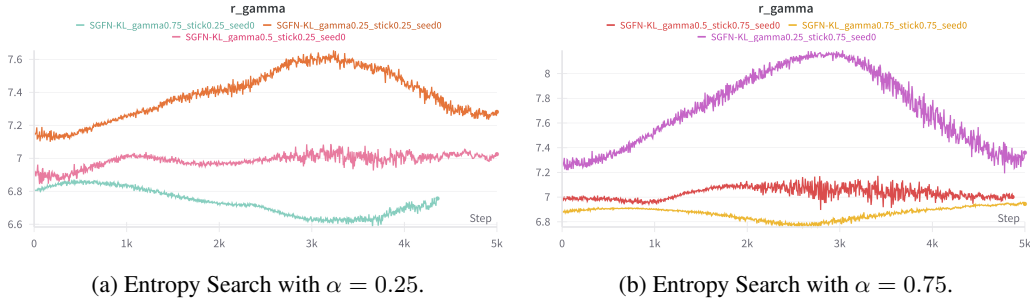 r_gamma
SGFN-KL_gamma0.75_stick0.25_seed0 SGFN-KL_gamma0.25_stick0.25_seed0
SGFN-KL_gamma0.5_stick0.25_seed0
7.6
7.4
7.2
7
6.8
6.6
Step
0 1k 2k 3k 4k 5k
(a) Entropy Search with α = 0.25.
r_gamma
SGFN-KL_gamma0.5_stick0.75_seed0 SGFN-KL_gamma0.75_stick0.75_seed0
SGFN-KL_gamma0.25_stick0.75_seed0
8
7.8
7.6
7.4
7.2
7
6.8
Step
0 1k 2k 3k 4k 5k
(b) Entropy Search with α = 0.75.